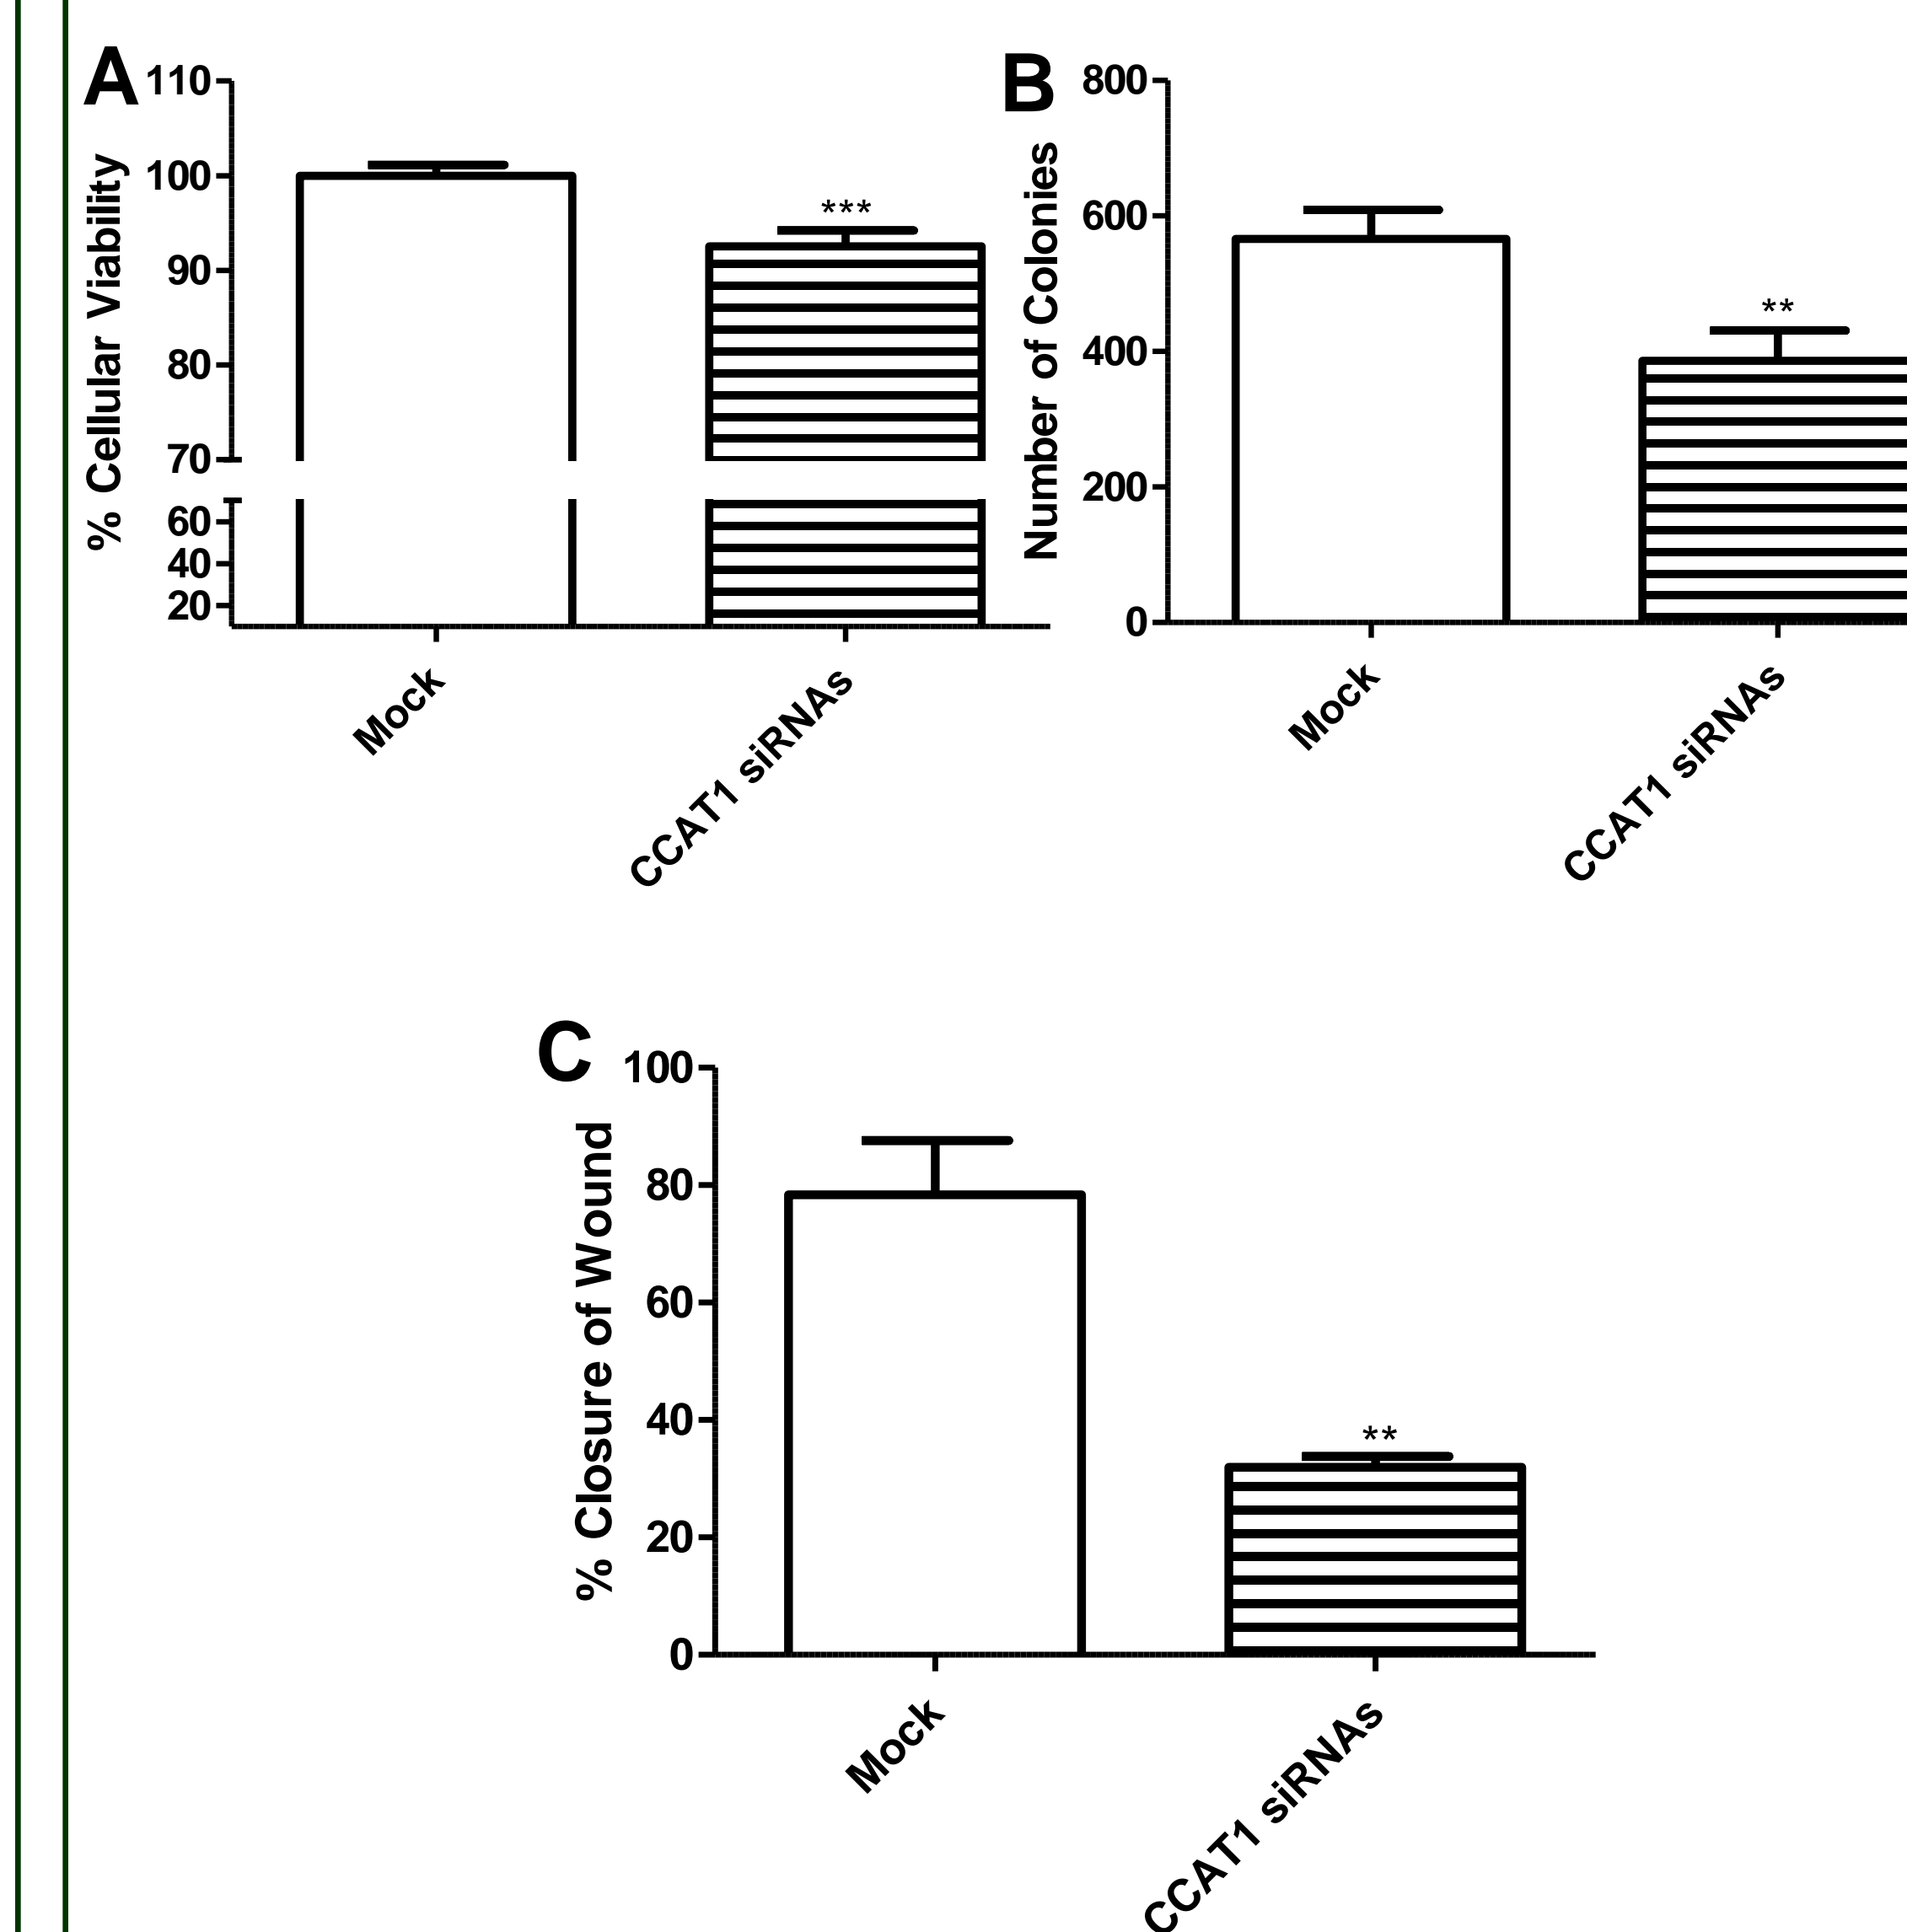 A
110
100
90
80
70
60
40
20
% Cellular Viability
***
Mock
CCAT1 siRNAs
B
800
600
400
200
0
Number of Colonies
**
Mock
CCAT1 siRNAs
C
100
80
60
40
20
0
% Closure of Wound
**
Mock
CCAT1 siRNAs